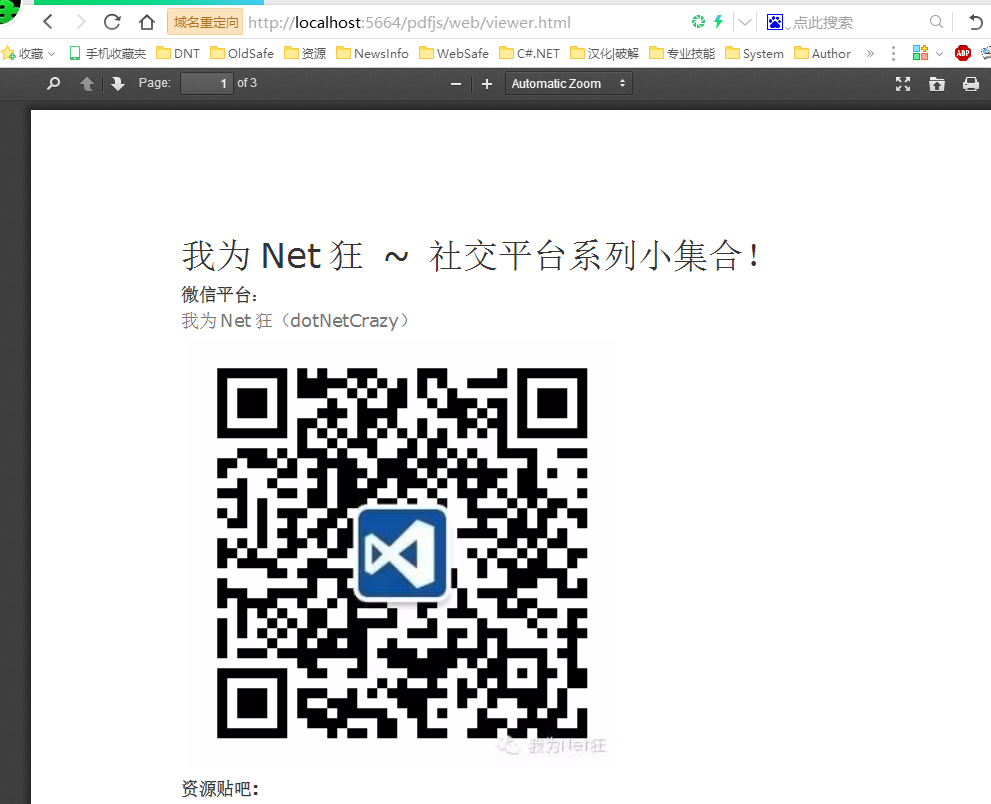 域名重定向 http://localhost:5664/pdfjs/web/viewer.html 点此搜索
收藏 手机收藏夹 DNT OldSafe 资源 NewsInfo WebSafe C#.NET 汉化|破解 专业技能 System Author » ABP
Page: 1 of 3 Automatic Zoom
我为 Net 狂 ~ 社交平台系列小集合！
微信平台：
我为 Net 狂（dotNetCrazy）
我为Net狂
资源贴吧：